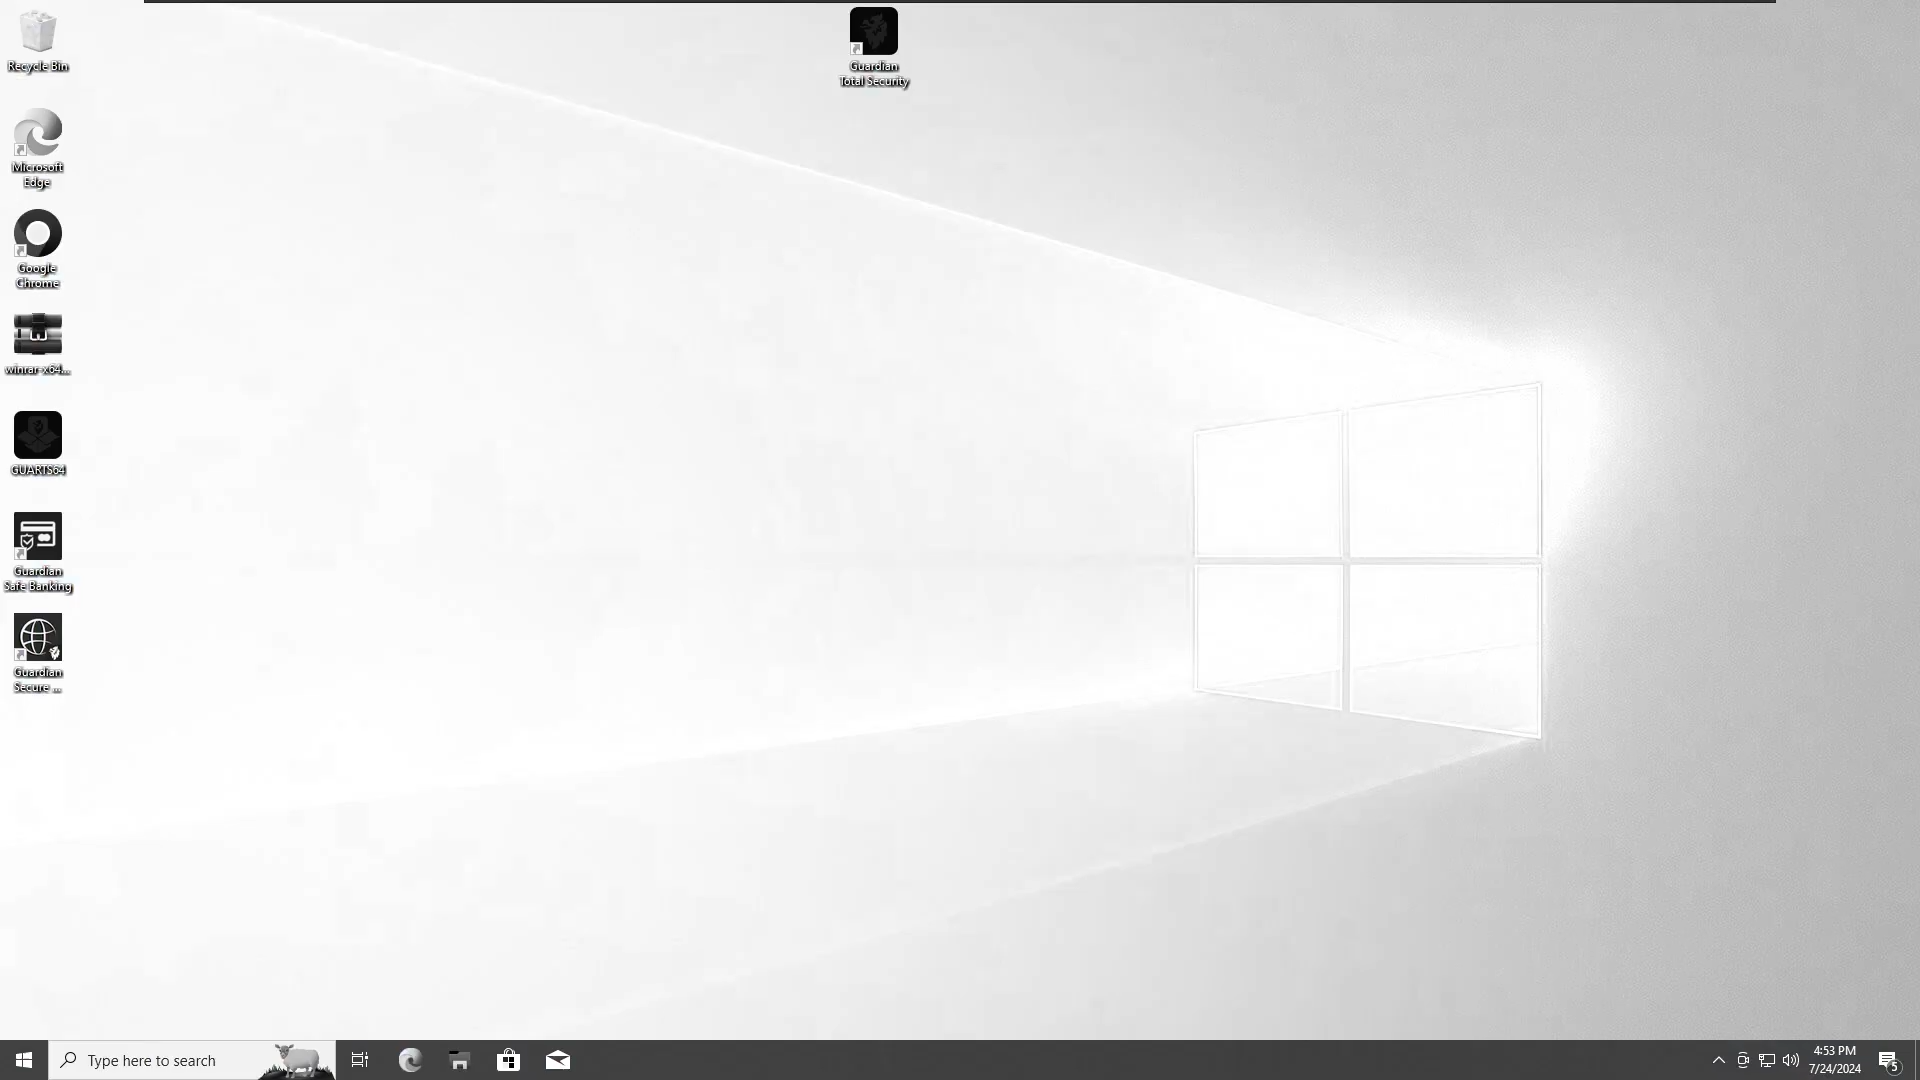 Recycle Bin
Guardian
Total Security
Microsoft
Edge
Google
Chrome
winrar-x64...
GUARTS64
Guardian
Safe Banking
Guardian
Secure ...
Type here to search
4:53 PM
7/24/2024
5